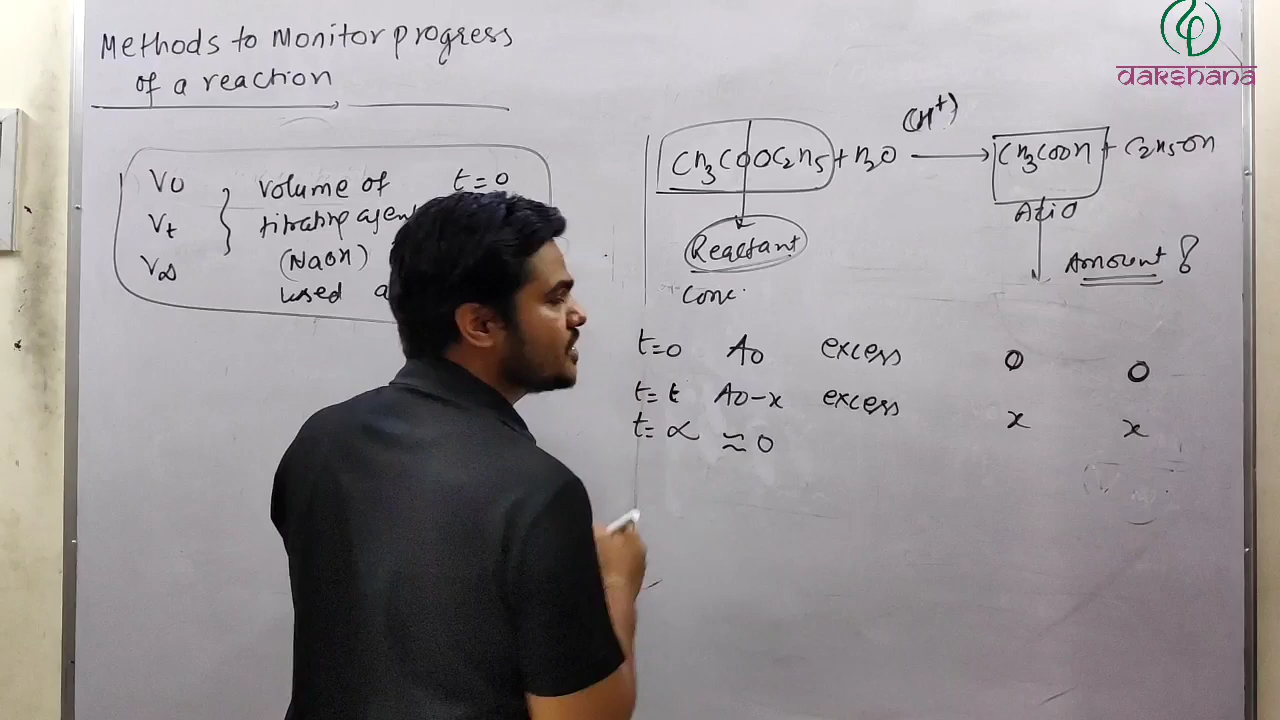 Methods to Monitor progress
of a reaction
dakshana
V0
Vt
V∞
volume of t=0
titrating agent
(NaOH)
used a
(H+)
CH3COOC2H5 + H2O ⟶ CH3COOH + C2H5OH
Reactant
conc.
Acid
Amount ?
t=0 A0 excess 0 0
t=t A0-x excess x x
t=∝ ≈0